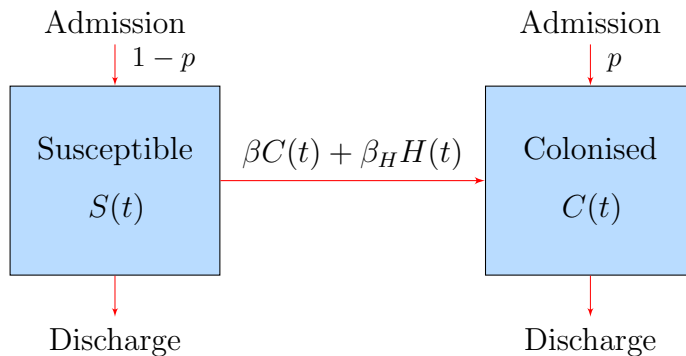 Admission
1 − p
Susceptible
S(t)
Discharge
βC(t) + β_H H(t)
Admission
p
Colonised
C(t)
Discharge